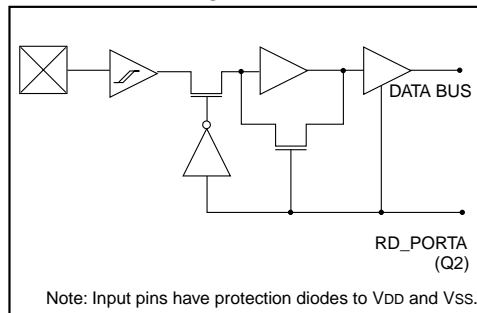 DATA BUS
RD_PORTA
(Q2)
Note: Input pins have protection diodes to VDD and VSS.